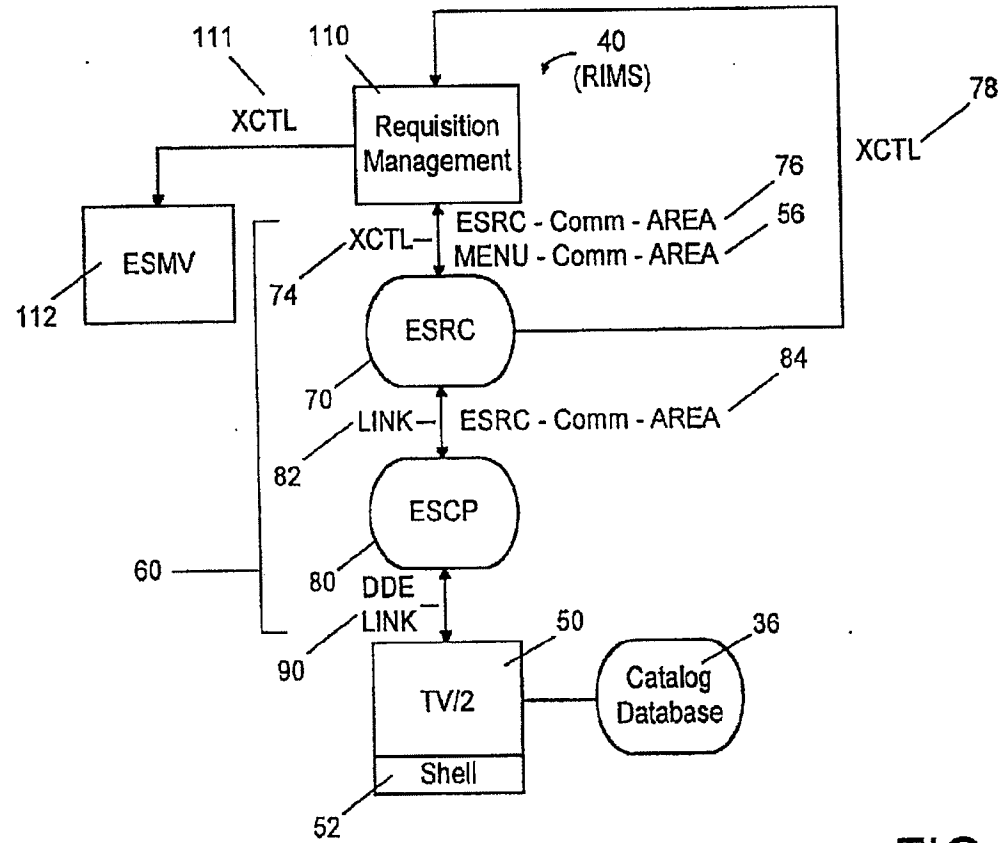 111
110
40
(RIMS)
78
XCTL
Requisition
Management
XCTL
76
ESRC - Comm - AREA
56
XCTL
MENU - Comm - AREA
ESMV
74
112
ESRC
84
70
LINK
ESRC - Comm - AREA
82
ESCP
60
80
DDE
LINK
50
36
90
TV/2
Catalog
Database
Shell
52